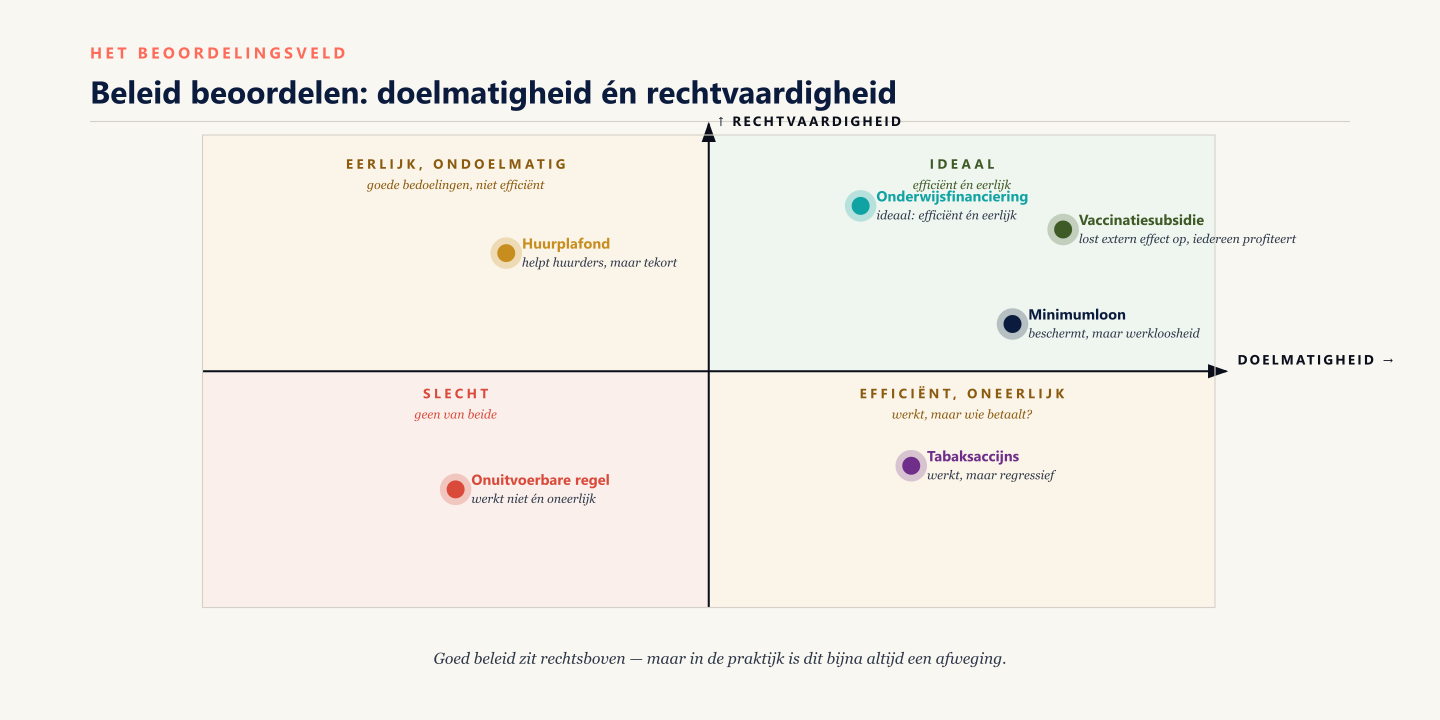 HET BEOORDELINGSVELD
Beleid beoordelen: doelmatigheid én rechtvaardigheid
↑ RECHTVAARDIGHEID
EERLIJK, ONDOELMATIG
goede bedoelingen, niet efficiënt
IDEAAL
efficiënt én eerlijk
Onderwijsfinanciering
ideaal: efficiënt én eerlijk
Vaccinatiesubsidie
lost extern effect op, iedereen profiteert
Huurplafond
helpt huurders, maar tekort
Minimumloon
beschermt, maar werkloosheid
DOELMATIGHEID →
SLECHT
geen van beide
EFFICIËNT, ONEERLIJK
werkt, maar wie betaalt?
Tabaksaccijns
werkt, maar regressief
Onuitvoerbare regel
werkt niet én oneerlijk
Goed beleid zit rechtsboven — maar in de praktijk is dit bijna altijd een afweging.